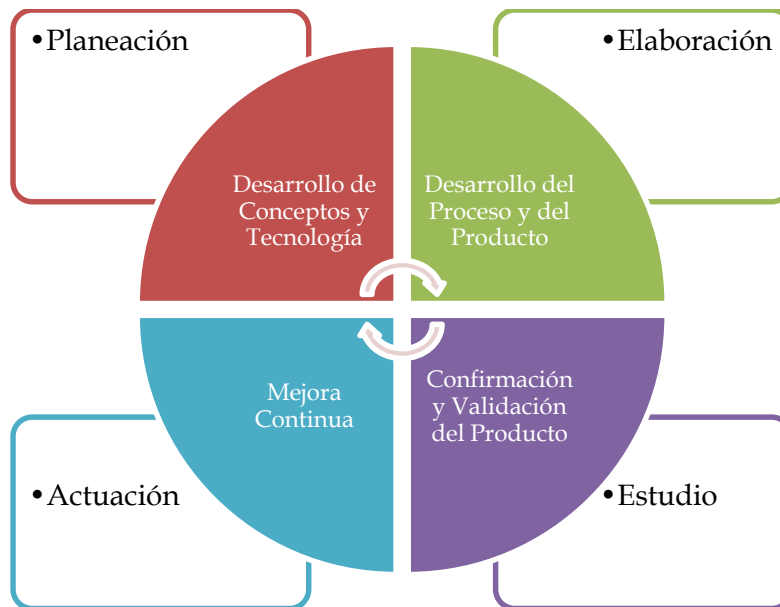 •Planeación
•Elaboración
Desarrollo de
Conceptos y
Tecnología
Desarrollo del
Proceso y del
Producto
Mejora
Continua
Confirmación
y Validación
del Producto
•Actuación
•Estudio